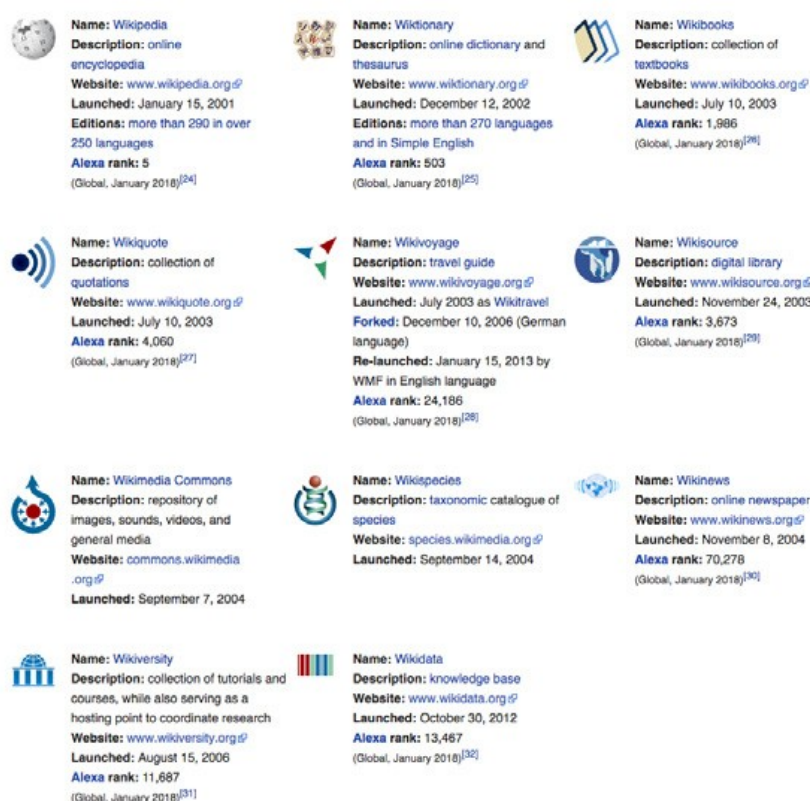 Name: Wikipedia
Description: online
encyclopedia
Website: www.wikipedia.org
Launched: January 15, 2001
Editions: more than 290 in over
250 languages
Alexa rank: 5
(Global, January 2018)[24]
Name: Wiktionary
Description: online dictionary and
thesaurus
Website: www.wiktionary.org
Launched: December 12, 2002
Editions: more than 270 languages
and in Simple English
Alexa rank: 503
(Global, January 2018)[25]
Name: Wikibooks
Description: collection of
textbooks
Website: www.wikibooks.org
Launched: July 10, 2003
Alexa rank: 1,986
(Global, January 2018)[26]
Name: Wikiquote
Description: collection of
quotations
Website: www.wikiquote.org
Launched: July 10, 2003
Alexa rank: 4,060
(Global, January 2018)[27]
Name: Wikivoyage
Description: travel guide
Website: www.wikivoyage.org
Launched: July 2003 as Wikitravel
Forked: December 10, 2006 (German
language)
Re-launched: January 15, 2013 by
WMF in English language
Alexa rank: 24,186
(Global, January 2018)[28]
Name: Wikisource
Description: digital library
Website: www.wikisource.org
Launched: November 24, 2003
Alexa rank: 3,673
(Global, January 2018)[29]
Name: Wikimedia Commons
Description: repository of
images, sounds, videos, and
general media
Website: commons.wikimedia
.org
Launched: September 7, 2004
Name: Wikispecies
Description: taxonomic catalogue of
species
Website: species.wikimedia.org
Launched: September 14, 2004
Name: Wikinews
Description: online newspaper
Website: www.wikinews.org
Launched: November 8, 2004
Alexa rank: 70,278
(Global, January 2018)[30]
Name: Wikiversity
Description: collection of tutorials and
courses, while also serving as a
hosting point to coordinate research
Website: www.wikiversity.org
Launched: August 15, 2006
Alexa rank: 11,687
(Global, January 2018)[31]
Name: Wikidata
Description: knowledge base
Website: www.wikidata.org
Launched: October 30, 2012
Alexa rank: 13,467
(Global, January 2018)[32]